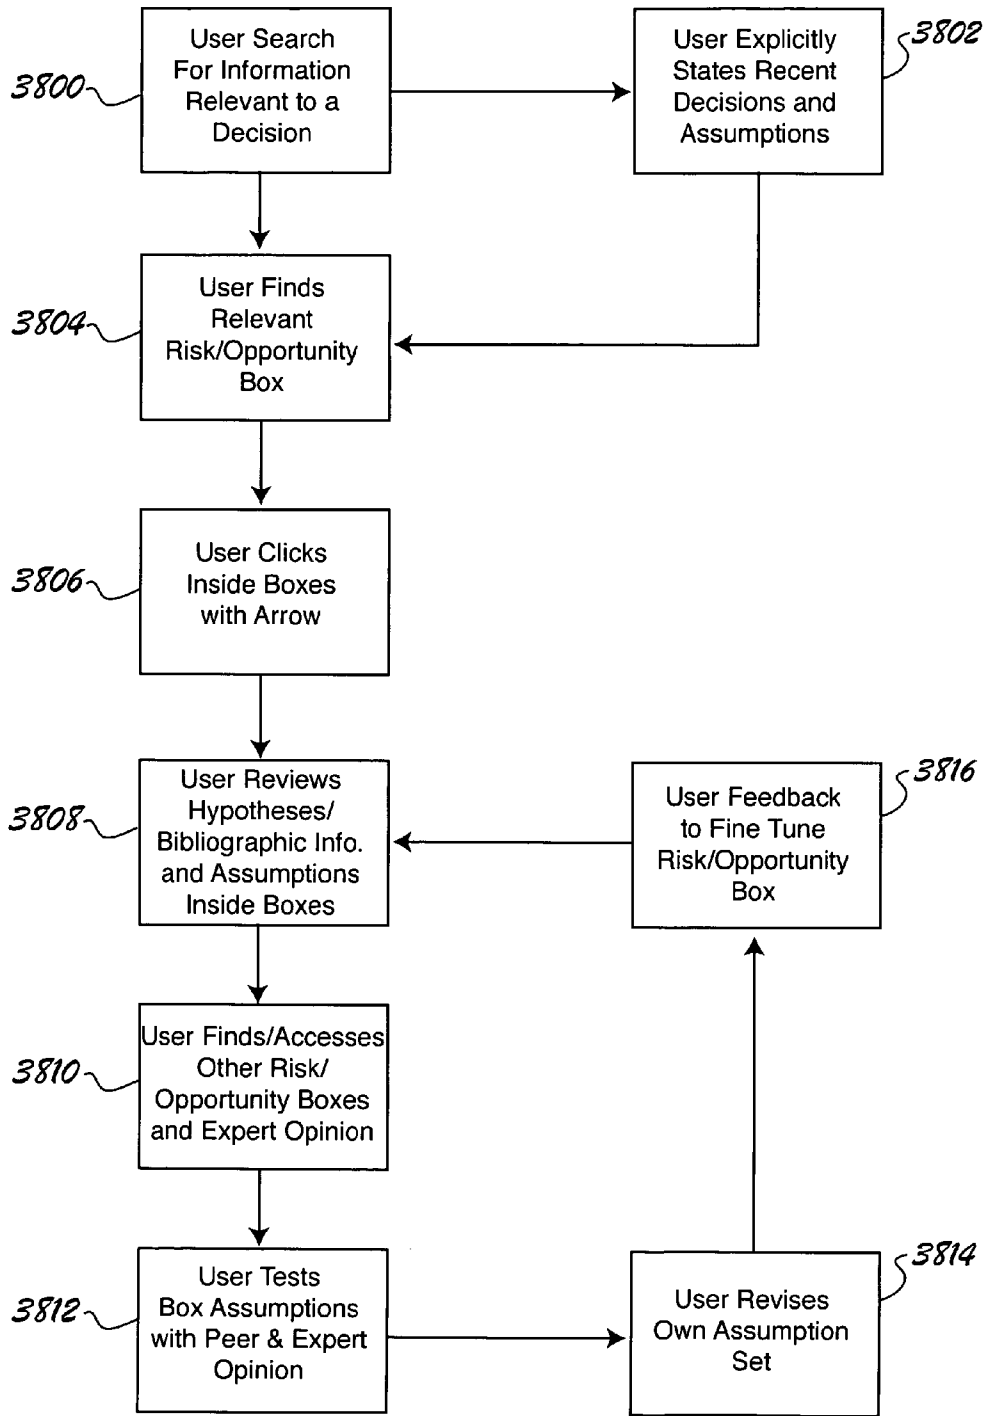 3800
User Search
For Information
Relevant to a
Decision
3802
User Explicitly
States Recent
Decisions and
Assumptions
3804
User Finds
Relevant
Risk/Opportunity
Box
3806
User Clicks
Inside Boxes
with Arrow
3808
User Reviews
Hypotheses/
Bibliographic Info.
and Assumptions
Inside Boxes
3816
User Feedback
to Fine Tune
Risk/Opportunity
Box
3810
User Finds/Accesses
Other Risk/
Opportunity Boxes
and Expert Opinion
3812
User Tests
Box Assumptions
with Peer & Expert
Opinion
3814
User Revises
Own Assumption
Set